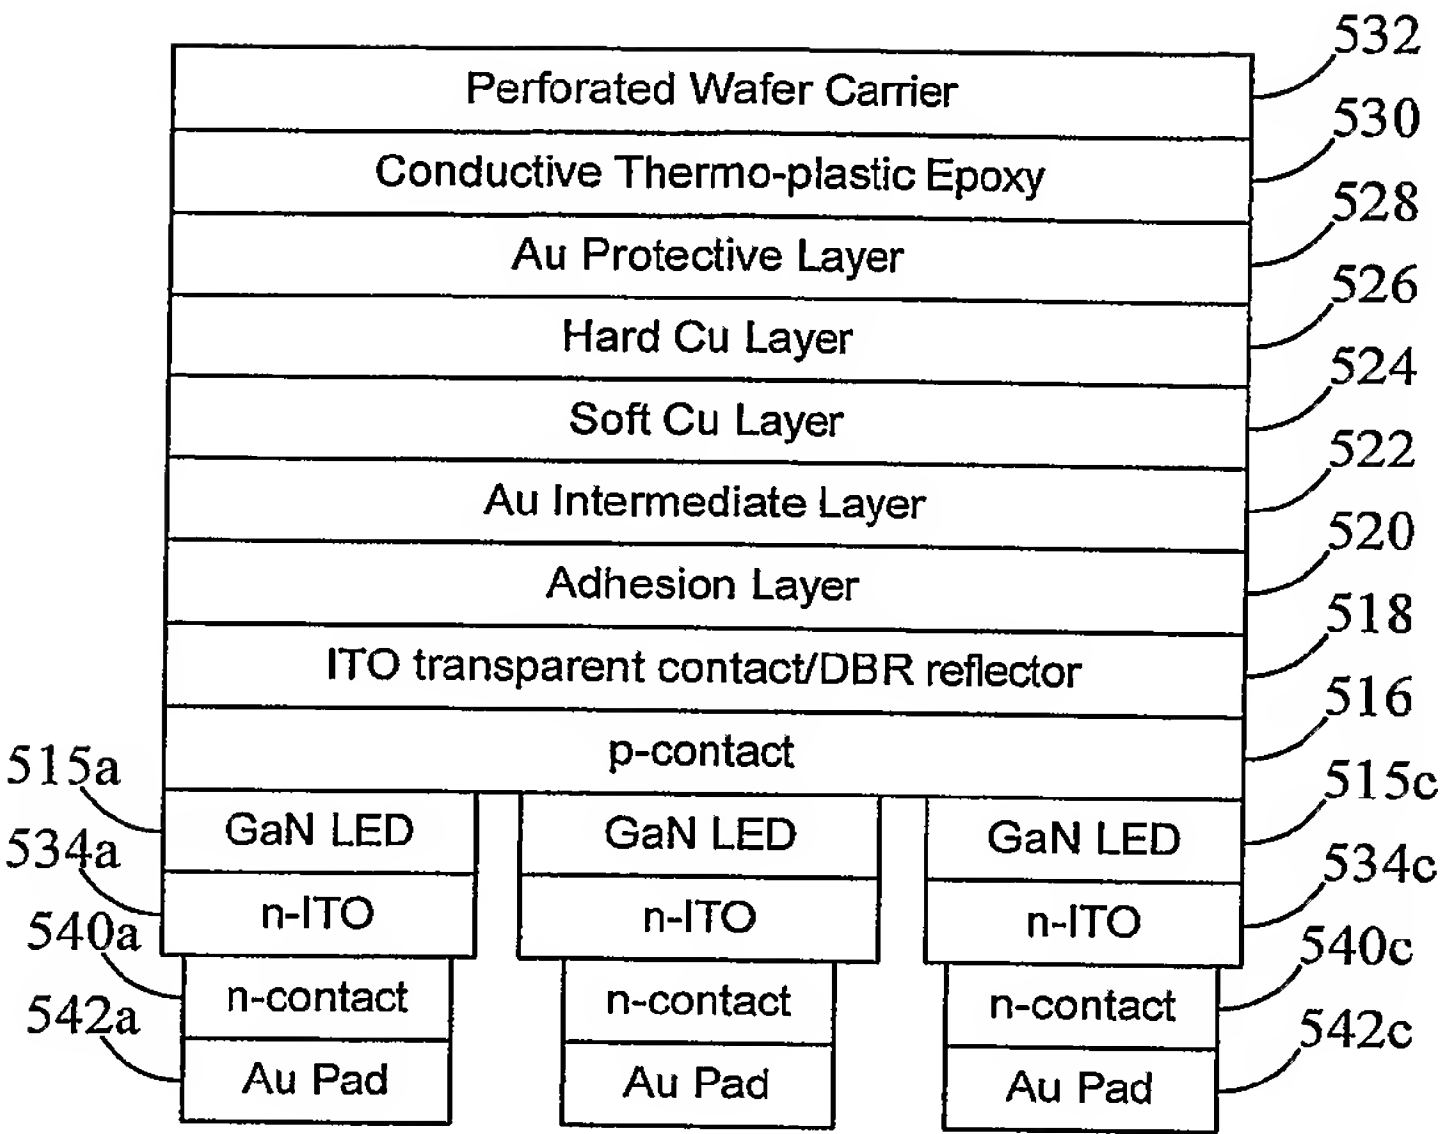 532
Perforated Wafer Carrier
530
Conductive Thermo-plastic Epoxy
528
Au Protective Layer
526
Hard Cu Layer
524
Soft Cu Layer
522
Au Intermediate Layer
520
Adhesion Layer
518
ITO transparent contact/DBR reflector
516
p-contact
515a
515c
GaN LED GaN LED GaN LED
534a
534c
n-ITO n-ITO n-ITO
540a
540c
n-contact n-contact n-contact
542a
542c
Au Pad Au Pad Au Pad